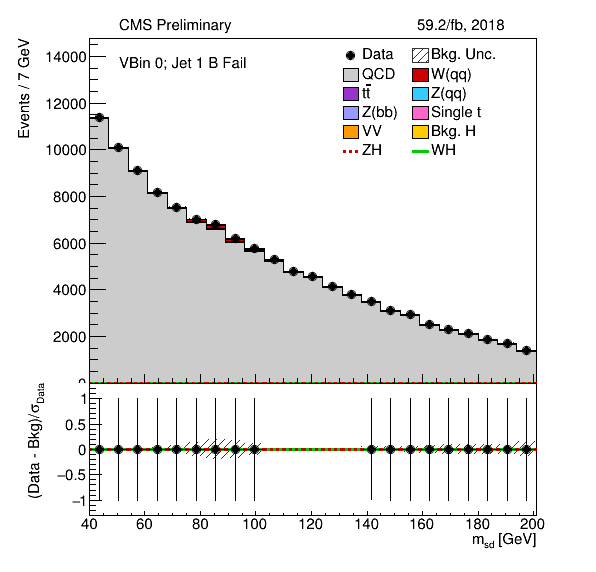 CMS Preliminary 59.2/fb, 2018
Events / 7 GeV
VBin 0; Jet 1 B Fail
Data Bkg. Unc.
QCD W(qq)
tt̄ Z(qq)
Z(bb) Single t
VV Bkg. H
ZH WH
14000
12000
10000
8000
6000
4000
2000
0
(Data - Bkg)/σData
1
0.5
0
−0.5
−1
40 60 80 100 120 140 160 180 200
msd [GeV]